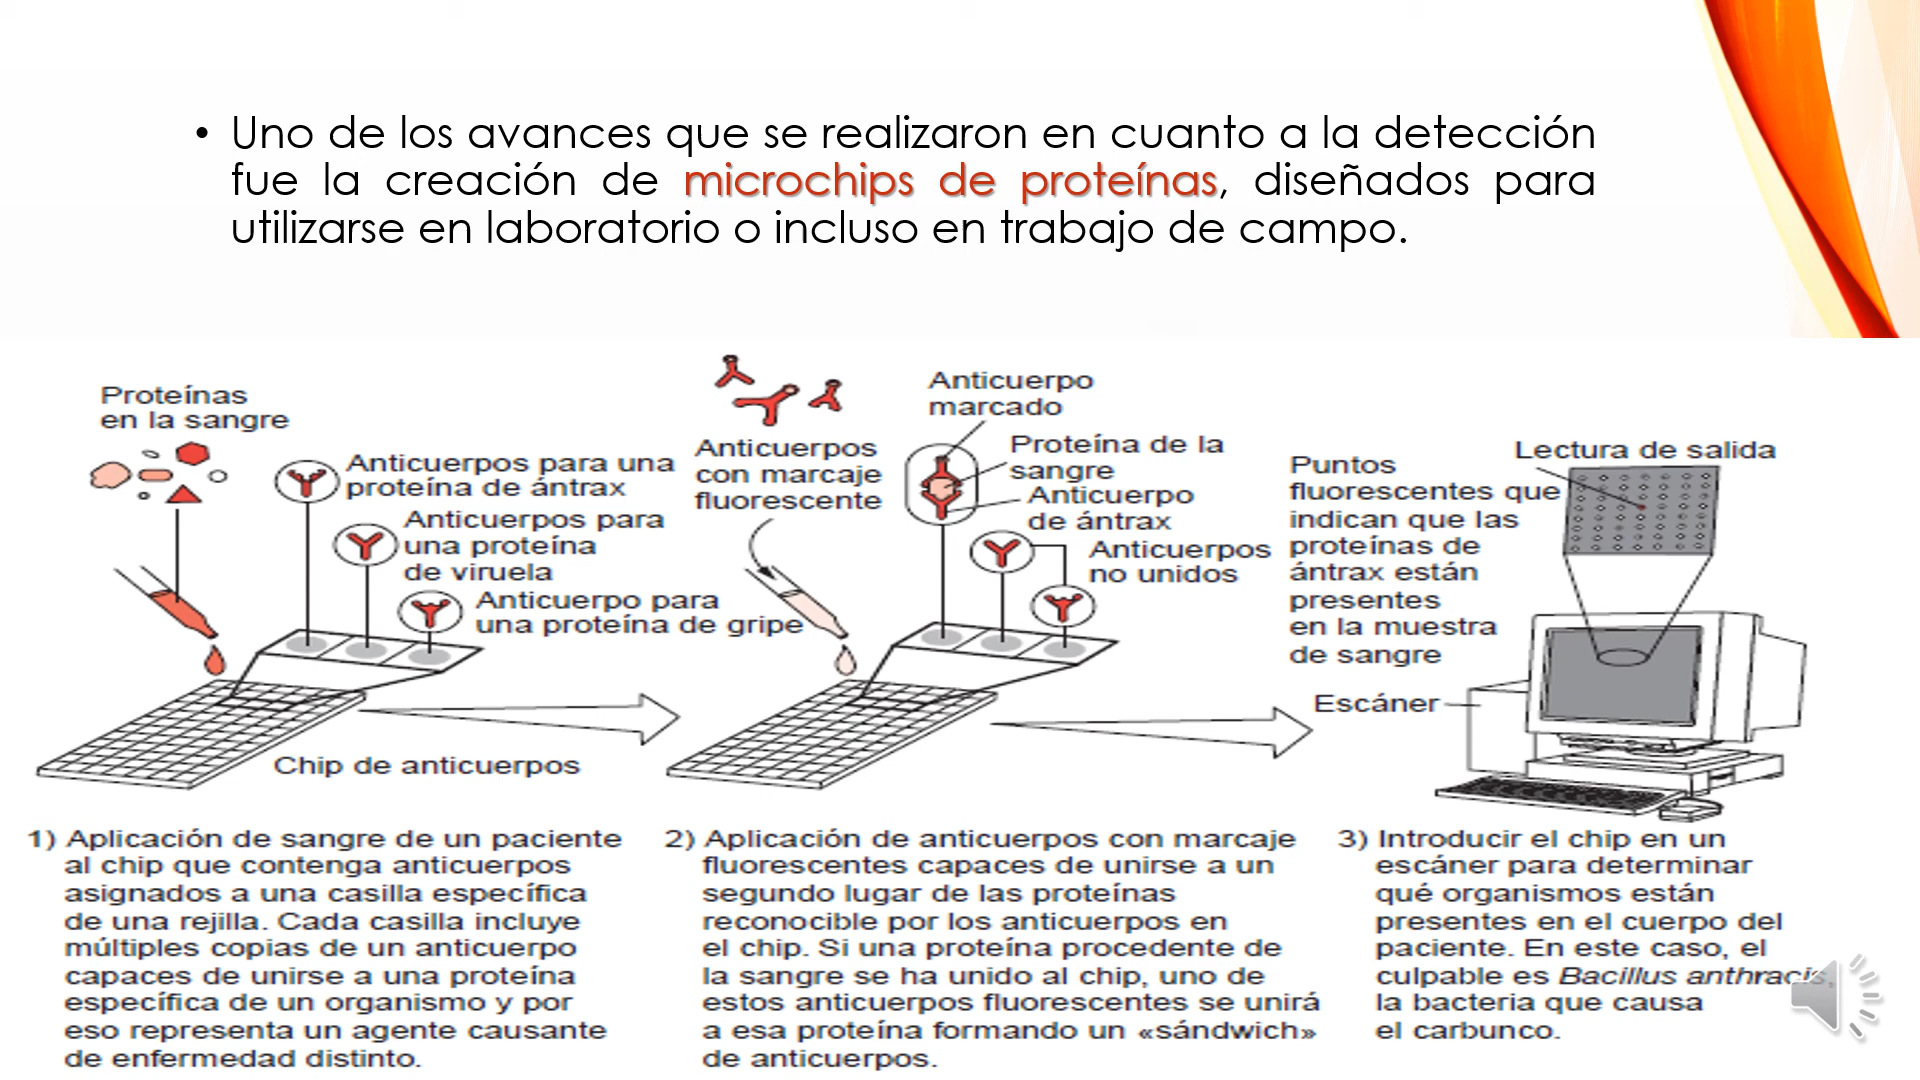 • Uno de los avances que se realizaron en cuanto a la detección
fue la creación de microchips de proteínas, diseñados para
utilizarse en laboratorio o incluso en trabajo de campo.
Proteínas
en la sangre
Anticuerpos para una
proteína de ántrax
Anticuerpos para
una proteína
de viruela
Anticuerpo para
una proteína de gripe
Chip de anticuerpos
Anticuerpos
con marcaje
fluorescente
Anticuerpo
marcado
Proteína de la
sangre
Anticuerpo
de ántrax
Anticuerpos
no unidos
Puntos
fluorescentes que
indican que las
proteínas de
ántrax están
presentes
en la muestra
de sangre
Lectura de salida
Escáner
1) Aplicación de sangre de un paciente
al chip que contenga anticuerpos
asignados a una casilla específica
de una rejilla. Cada casilla incluye
múltiples copias de un anticuerpo
capaces de unirse a una proteína
específica de un organismo y por
eso representa un agente causante
de enfermedad distinto.
2) Aplicación de anticuerpos con marcaje
fluorescentes capaces de unirse a un
segundo lugar de las proteínas
reconocible por los anticuerpos en
el chip. Si una proteína procedente de
la sangre se ha unido al chip, uno de
estos anticuerpos fluorescentes se unirá
a esa proteína formando un «sándwich»
de anticuerpos.
3) Introducir el chip en un
escáner para determinar
qué organismos están
presentes en el cuerpo del
paciente. En este caso, el
culpable es Bacillus anthracis,
la bacteria que causa
el carbunco.